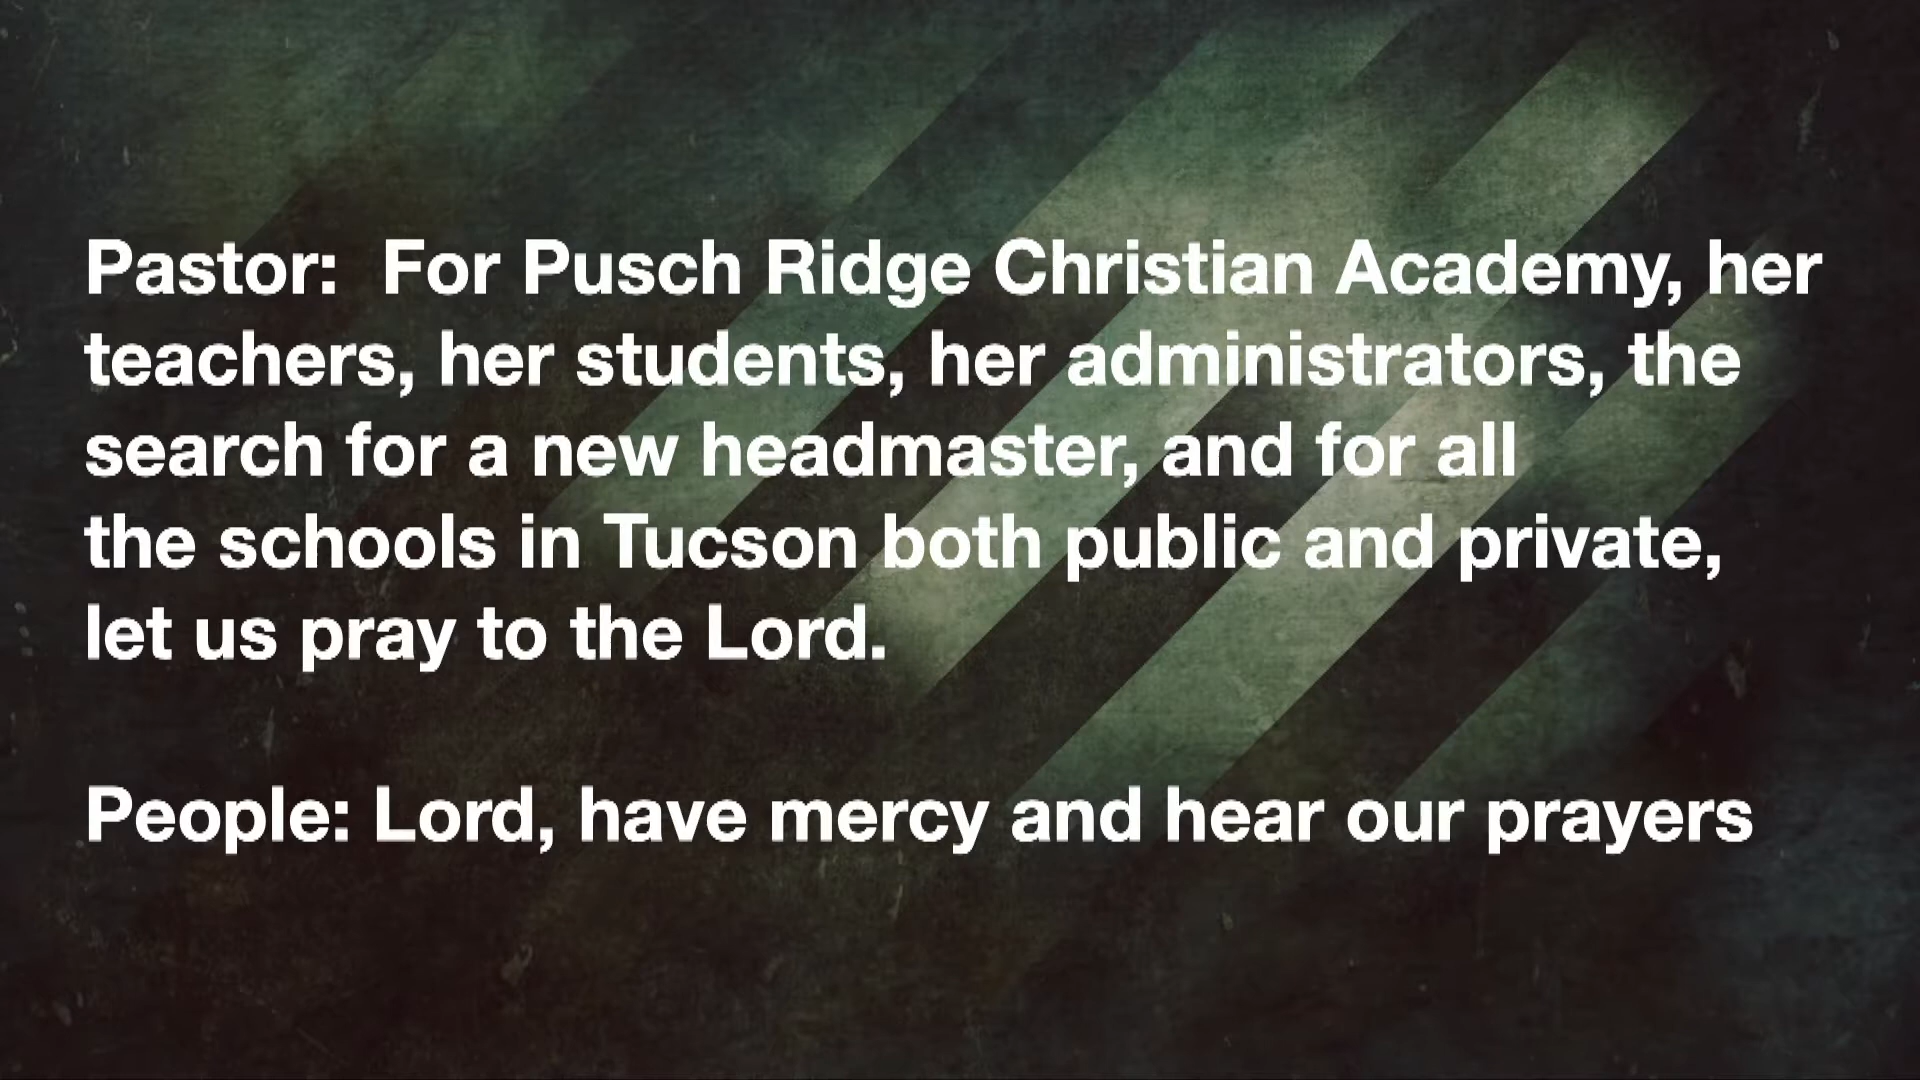 Pastor:  For Pusch Ridge Christian Academy, her
teachers, her students, her administrators, the
search for a new headmaster, and for all
the schools in Tucson both public and private,
let us pray to the Lord.
People: Lord, have mercy and hear our prayers